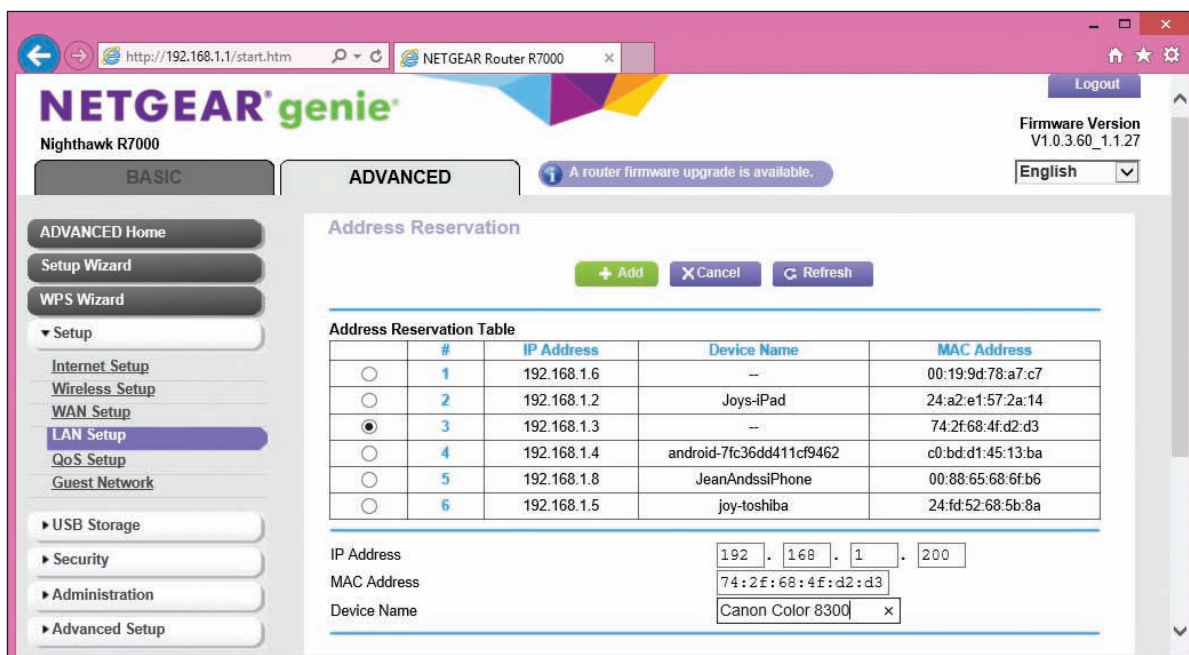 http://192.168.1.1/start.htm
NETGEAR Router R7000
NETGEAR® genie®
Logout
Nighthawk R7000
Firmware Version
V1.0.3.60_1.1.27
BASIC
ADVANCED
A router firmware upgrade is available.
English
ADVANCED Home
Setup Wizard
WPS Wizard
Setup
Internet Setup
Wireless Setup
WAN Setup
LAN Setup
QoS Setup
Guest Network
USB Storage
Security
Administration
Advanced Setup
Address Reservation
+ Add
X Cancel
Refresh
Address Reservation Table
# IP Address Device Name MAC Address
1 192.168.1.6 -- 00:19:9d:78:a7:c7
2 192.168.1.2 Joys-iPad 24:a2:e1:57:2a:14
3 192.168.1.3 -- 74:2f:68:4f:d2:d3
4 192.168.1.4 android-7fc36dd411cf9462 c0:bd:d1:45:13:ba
5 192.168.1.8 JeanAndssiPhone 00:88:65:68:6f:b6
6 192.168.1.5 joy-toshiba 24:fd:52:68:5b:8a
IP Address 192 . 168 . 1 . 200
MAC Address 74:2f:68:4f:d2:d3
Device Name Canon Color 8300